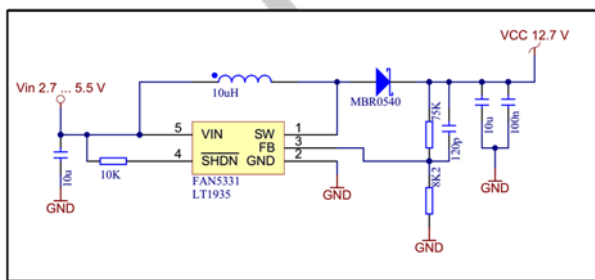 VCC 12.7 V
Vin 2.7 ... 5.5 V
10uH
MBR0540
5 VIN SW 1
FB 3
4 SHDN GND 2
10u
10K
FAN5331
LT1935
75K
120p
10u
100n
8K2
GND
GND
GND
GND